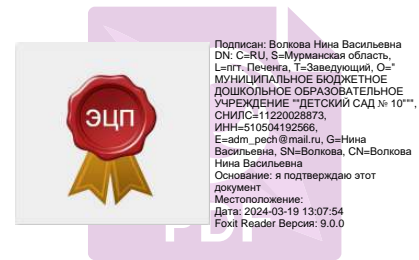 ЭЦП
Подписан: Волкова Нина Васильевна
DN: C=RU, S=Мурманская область,
L=пгт. Печенга, T=Заведующий, O="
МУНИЦИПАЛЬНОЕ БЮДЖЕТНОЕ
ДОШКОЛЬНОЕ ОБРАЗОВАТЕЛЬНОЕ
УЧРЕЖДЕНИЕ ""ДЕТСКИЙ САД № 10""",
СНИЛС=11220028873,
ИНН=510504192566,
E=adm_pech@mail.ru, G=Нина
Васильевна, SN=Волкова, CN=Волкова
Нина Васильевна
Основание: я подтверждаю этот
документ
Местоположение:
Дата: 2024-03-19 13:07:54
Foxit Reader Версия: 9.0.0
PDF